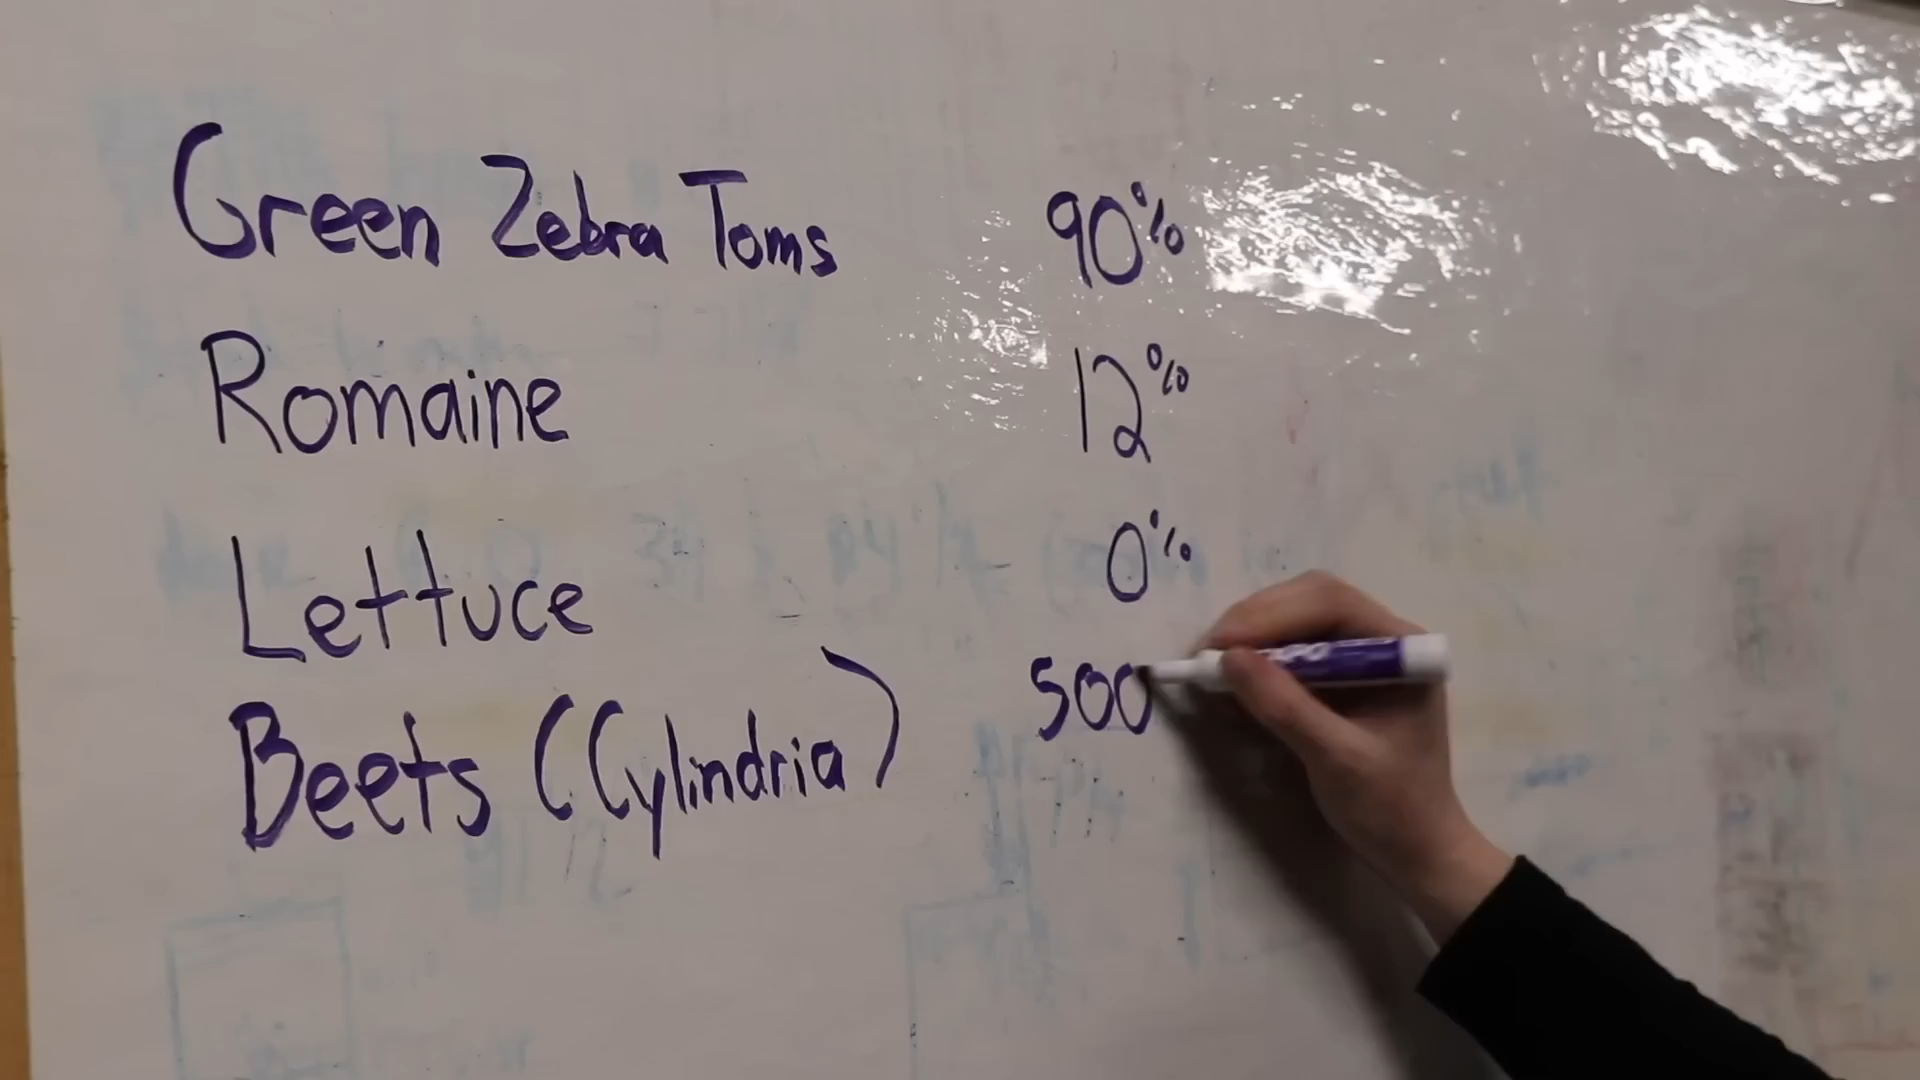 Green Zebra Toms 90%
Romaine 12%
Lettuce 0%
Beets (Cylindria) 500